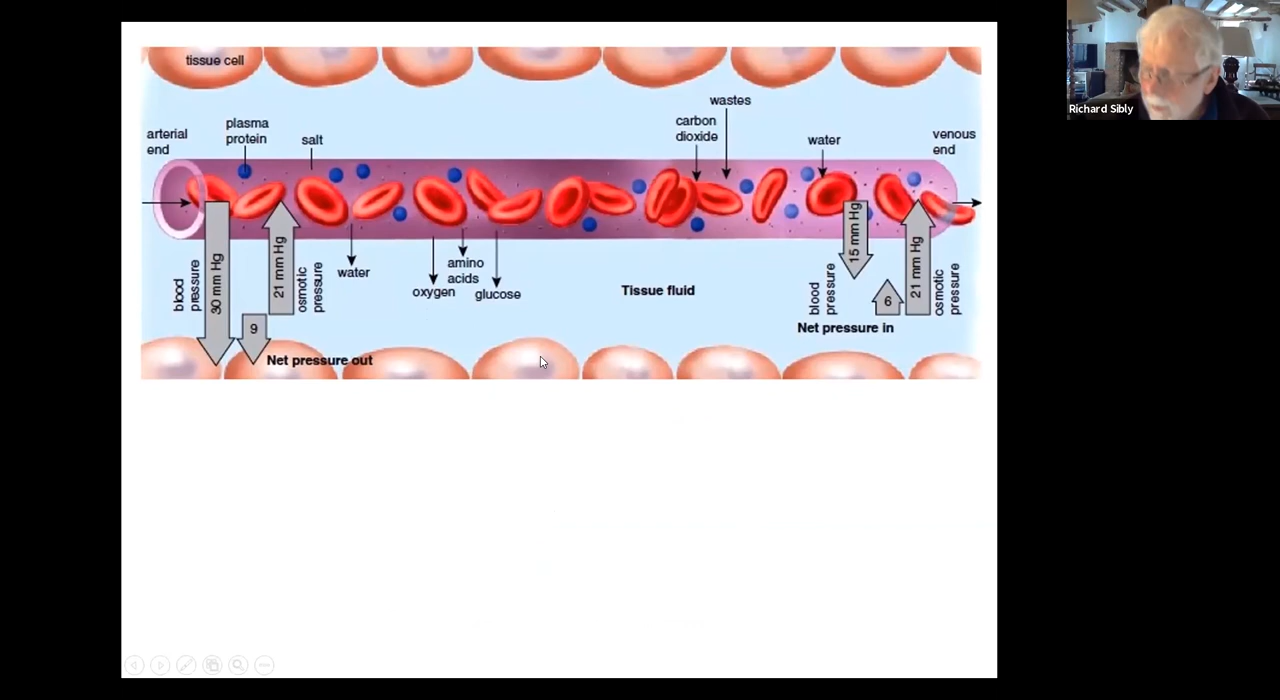 Richard Sibly
tissue cell
arterial
end
plasma
protein
salt
wastes
carbon
dioxide
water
venous
end
blood
pressure
30 mm Hg
9
21 mm Hg
osmotic
pressure
Net pressure out
water
oxygen
amino
acids
glucose
Tissue fluid
blood
pressure
15 mm Hg
6
21 mm Hg
osmotic
pressure
Net pressure in